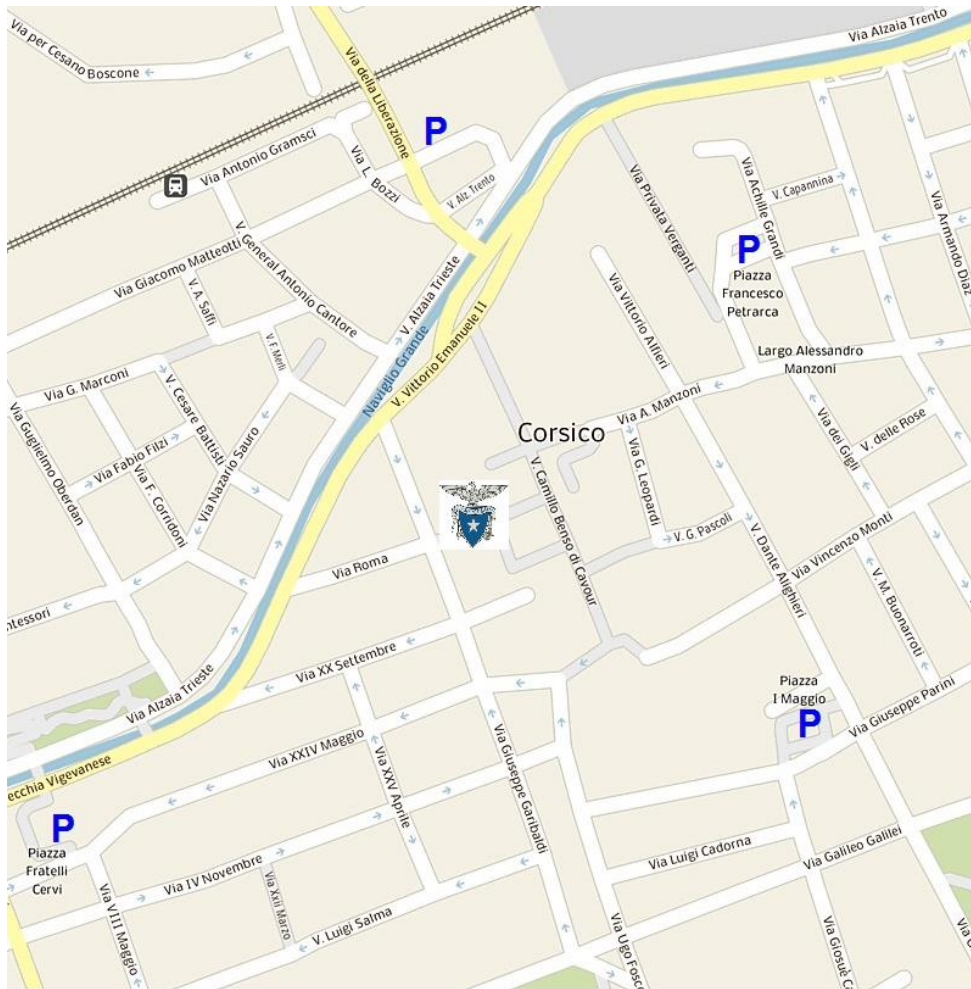 Via Alzaia Trento
Via per Cesano Boscone
Via della Liberazione
P
Via Antonio Gramsci
Via L. Bozzi
V. Alz. Trento
Via Privata Verganti
Via Achille Grandi
V. Capannina
Via Armando Diaz
V. General Antonio Cantore
Via Giacomo Matteotti
P
Piazza
Francesco
Petrarca
V. A. Saffi
V. Alzaia Trieste
Via Vittorio Alfieri
V. F. Merli
Naviglio Grande
V. Vittorio Emanuele II
Largo Alessandro
Manzoni
Via G. Marconi
V. Cesare Battisti
Via A. Manzoni
Via Guglielmo Oberdan
Via Fabio Filzi
Via F. Corridoni
Via Nazario Sauro
Corsico
Via G. Leopardi
Via dei Gigli
V. delle Rose
V. Camillo Benso di Cavour
V. G. Pascoli
V. Dante Alighieri
Via Vincenzo Monti
Via Roma
V. M. Buonarroti
ntessori
Via XX Settembre
Via Alzaia Trieste
Piazza
I Maggio
P
Via Giuseppe Parini
Via XXIV Maggio
Via XXV Aprile
Via Giuseppe Garibaldi
ecchia Vigevanese
P
Piazza
Fratelli
Cervi
Via Luigi Cadorna
Via Galileo Galilei
Via IV Novembre
Via VIII Maggio
Via XXII Marzo
V. Luigi Salma
Via Ugo Fosco
Via Giosuè C